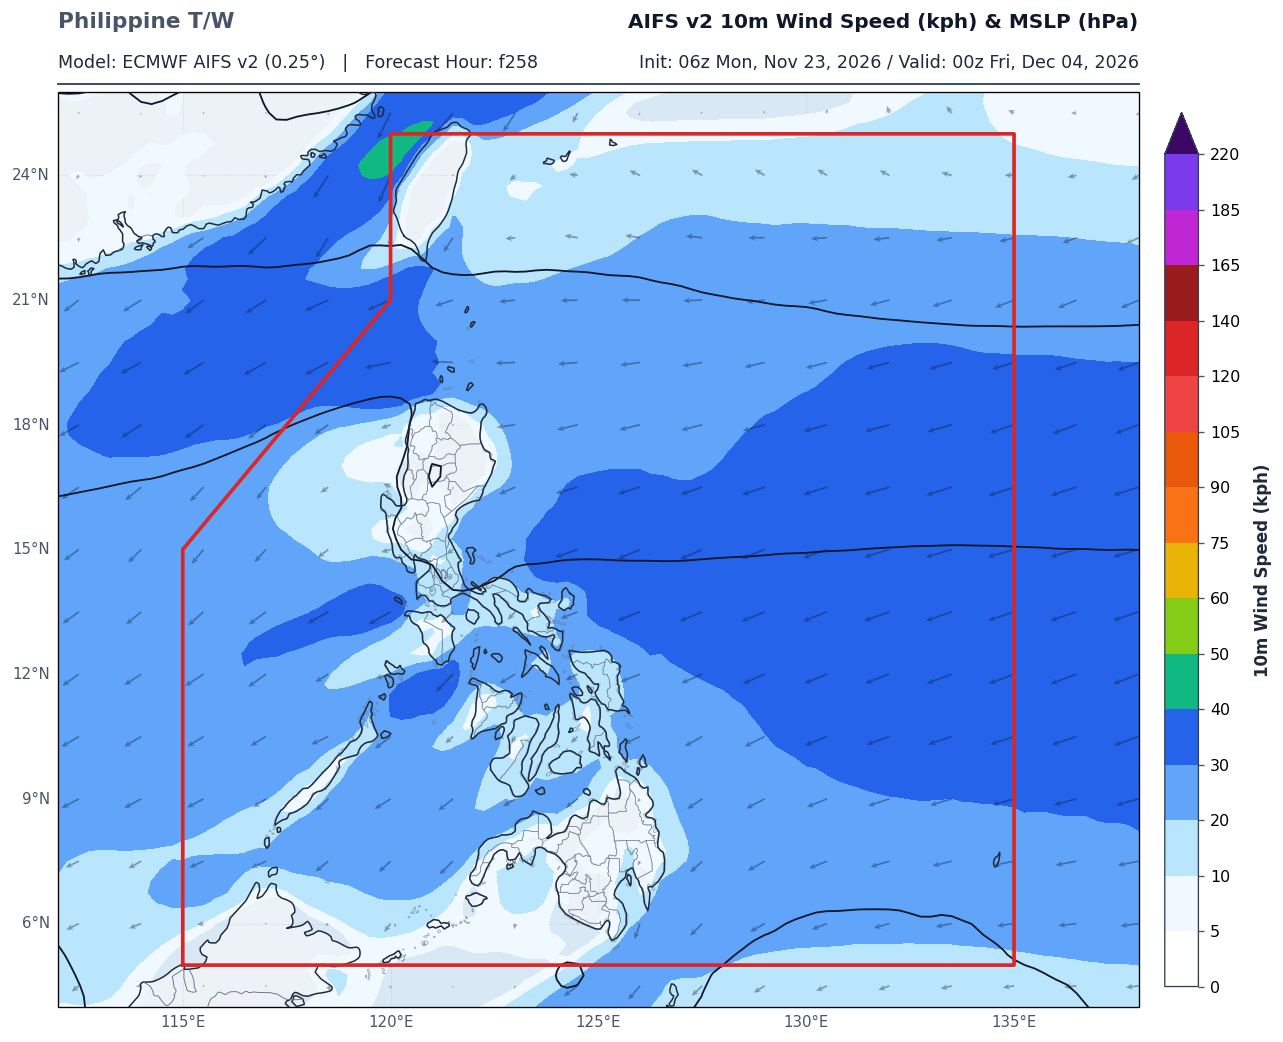 Philippine T/W
AIFS v2 10m Wind Speed (kph) & MSLP (hPa)
Model: ECMWF AIFS v2 (0.25°) | Forecast Hour: f258
Init: 06z Mon, Nov 23, 2026 / Valid: 00z Fri, Dec 04, 2026
24°N
21°N
18°N
15°N
12°N
9°N
6°N
115°E
120°E
125°E
130°E
135°E
220
185
165
140
120
105
90
75
60
50
40
30
20
10
5
0
10m Wind Speed (kph)